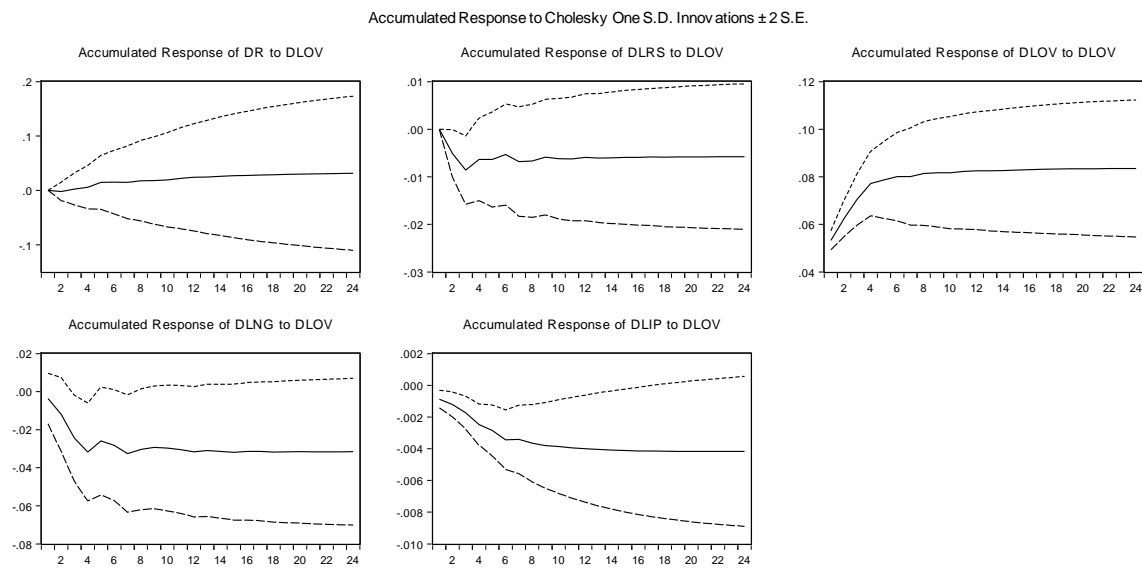 Accumulated Response to Cholesky One S.D. Innovations ± 2 S.E.
Accumulated Response of DR to DLOV
.2
.1
.0
-.1
2 4 6 8 10 12 14 16 18 20 22 24
Accumulated Response of DLRS to DLOV
.01
.00
-.01
-.02
-.03
2 4 6 8 10 12 14 16 18 20 22 24
Accumulated Response of DLOV to DLOV
0.12
0.10
0.08
0.06
0.04
2 4 6 8 10 12 14 16 18 20 22 24
Accumulated Response of DLNG to DLOV
.02
.00
-.02
-.04
-.06
-.08
2 4 6 8 10 12 14 16 18 20 22 24
Accumulated Response of DLIP to DLOV
.002
.000
-.002
-.004
-.006
-.008
-.010
2 4 6 8 10 12 14 16 18 20 22 24